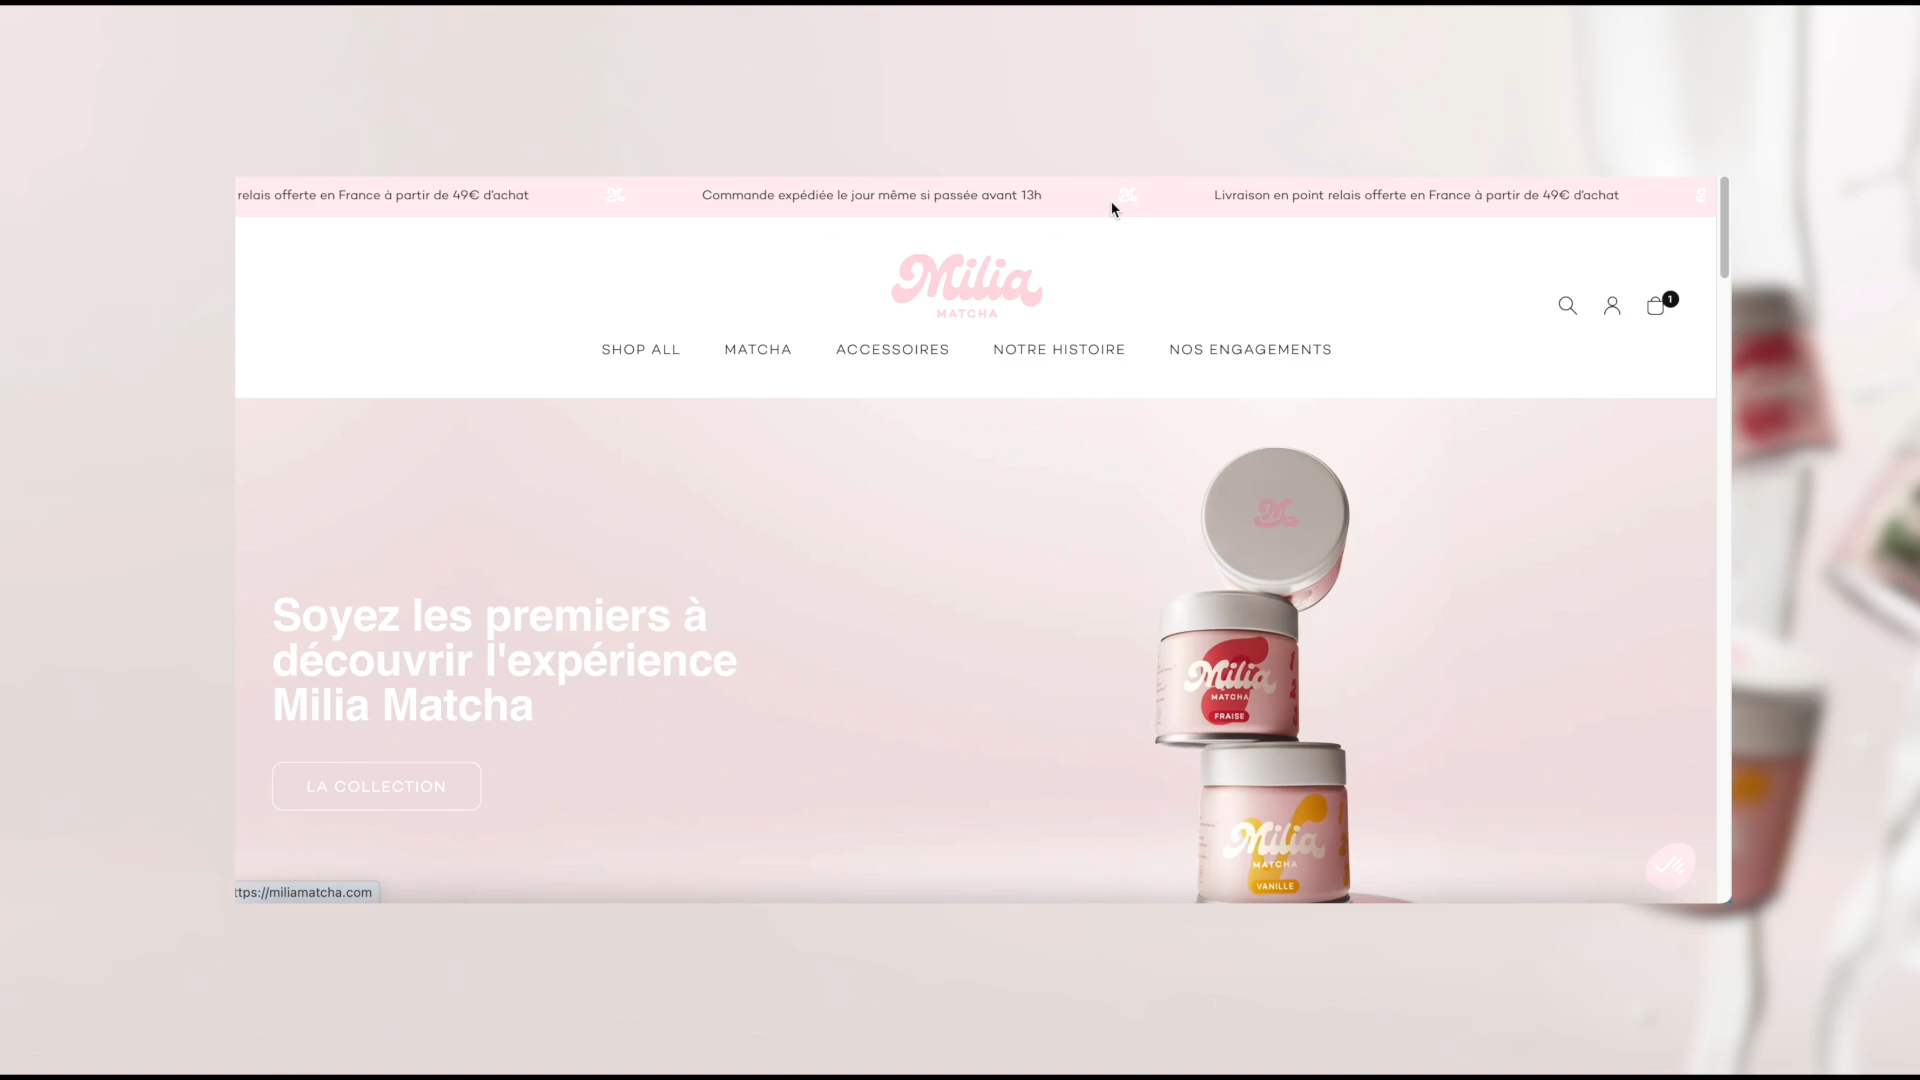 relais offerte en France à partir de 49€ d'achat
Commande expédiée le jour même si passée avant 13h
Livraison en point relais offerte en France à partir de 49€ d'achat
Milia
MATCHA
1
SHOP ALL
MATCHA
ACCESSOIRES
NOTRE HISTOIRE
NOS ENGAGEMENTS
Soyez les premiers à
découvrir l'expérience
Milia Matcha
LA COLLECTION
M
Milia
MATCHA
FRAISE
Milia
MATCHA
VANILLE
ttps://miliamatcha.com